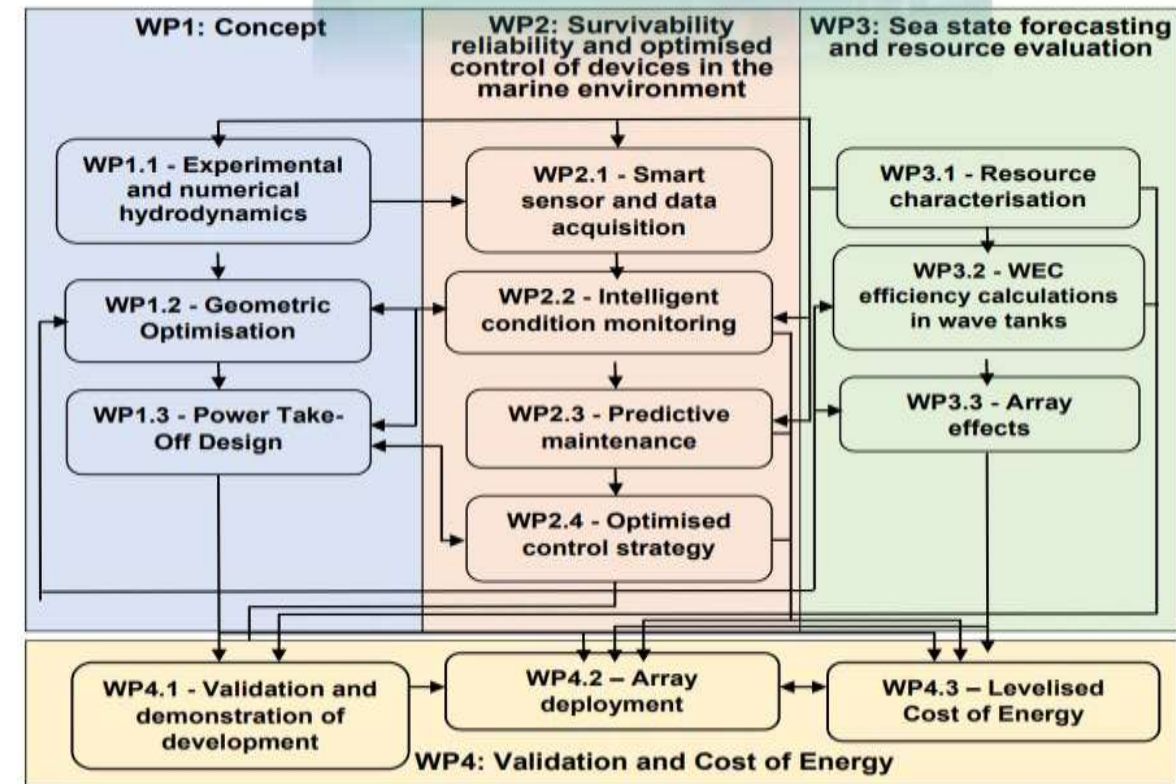 WP1: Concept
WP2: Survivability
reliability and optimised
control of devices in the
marine environment
WP3: Sea state forecasting
and resource evaluation
WP1.1 - Experimental
and numerical
hydrodynamics
WP1.2 - Geometric
Optimisation
WP1.3 - Power Take-
Off Design
WP2.1 - Smart
sensor and data
acquisition
WP2.2 - Intelligent
condition monitoring
WP2.3 - Predictive
maintenance
WP2.4 - Optimised
control strategy
WP3.1 - Resource
characterisation
WP3.2 - WEC
efficiency calculations
in wave tanks
WP3.3 - Array
effects
WP4.1 - Validation and
demonstration of
development
WP4.2 – Array
deployment
WP4.3 – Levelised
Cost of Energy
WP4: Validation and Cost of Energy